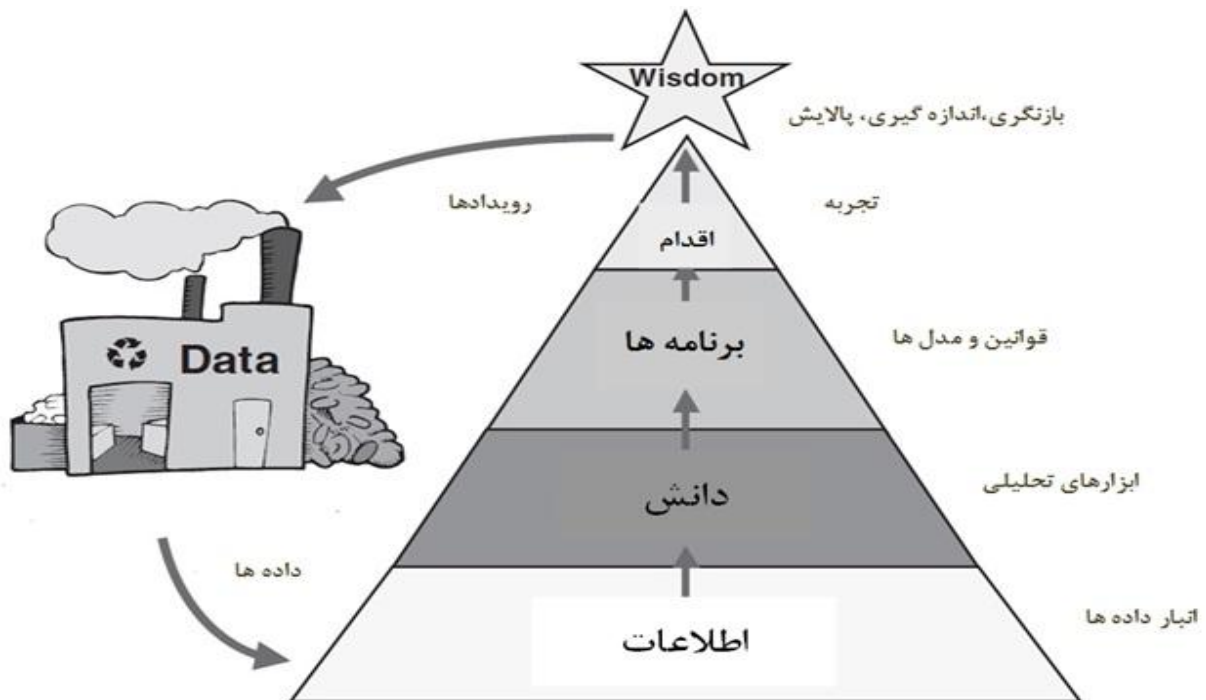 Wisdom
بازنگری،اندازه گیری، پالایش
رویدادها
تجربه
اقدام
Data
برنامه ها
قوانین و مدل ها
دانش
ابزارهای تحلیلی
داده ها
اطلاعات
انبار داده ها